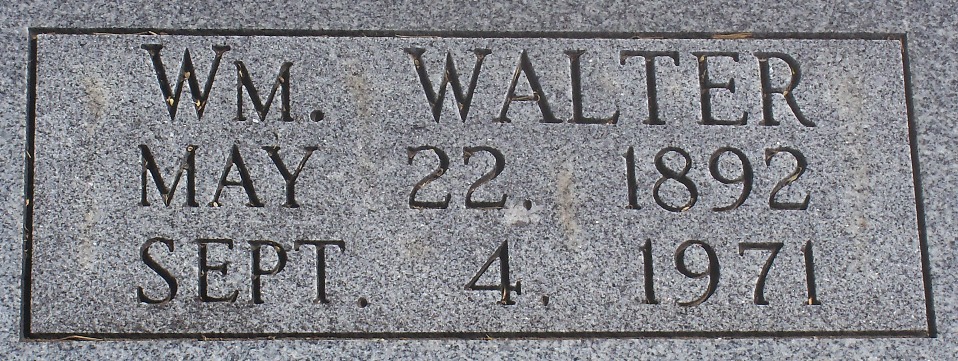 WM. WALTER
MAY 22. 1892
SEPT. 4. 1971